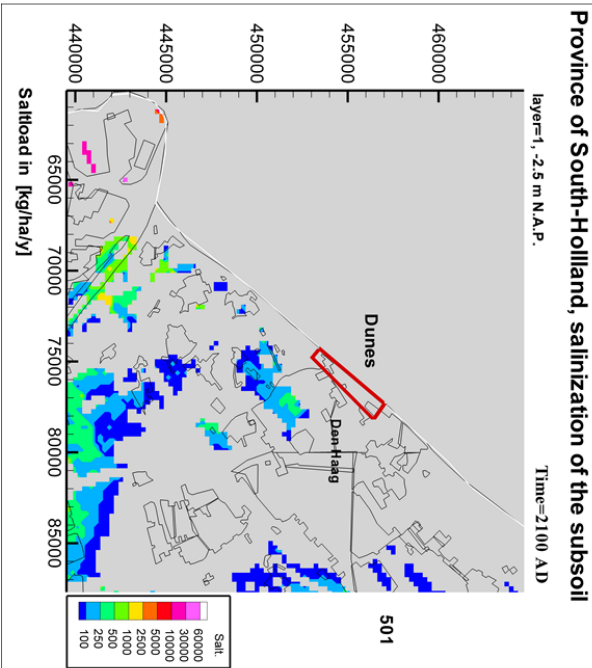 Province of South-Hollland, salinization of the subsoil
layer=1, -2.5 m N.A.P.
Time=2100 AD
440000
445000
450000
455000
460000
65000
70000
75000
80000
85000
Dunes
Den Haag
501
Saltload in [kg/ha/y]
Salt.
60000
30000
10000
5000
2500
1000
500
250
100